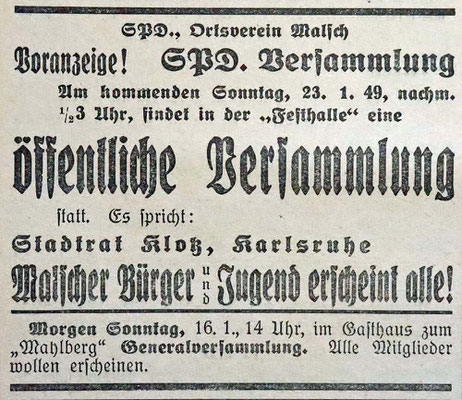 SPD., Ortsverein Malsch
Voranzeige! SPD. Versammlung
Am kommenden Sonntag, 23. 1. 49, nachm.
½3 Uhr, findet in der „Festhalle" eine
öffentliche Versammlung
statt. Es spricht:
Stadtrat Klotz, Karlsruhe
Malscher Bürger und Jugend erscheint alle!
Morgen Sonntag, 16. 1., 14 Uhr, im Gasthaus zum
„Mahlberg" Generalversammlung. Alle Mitglieder
wollen erscheinen.